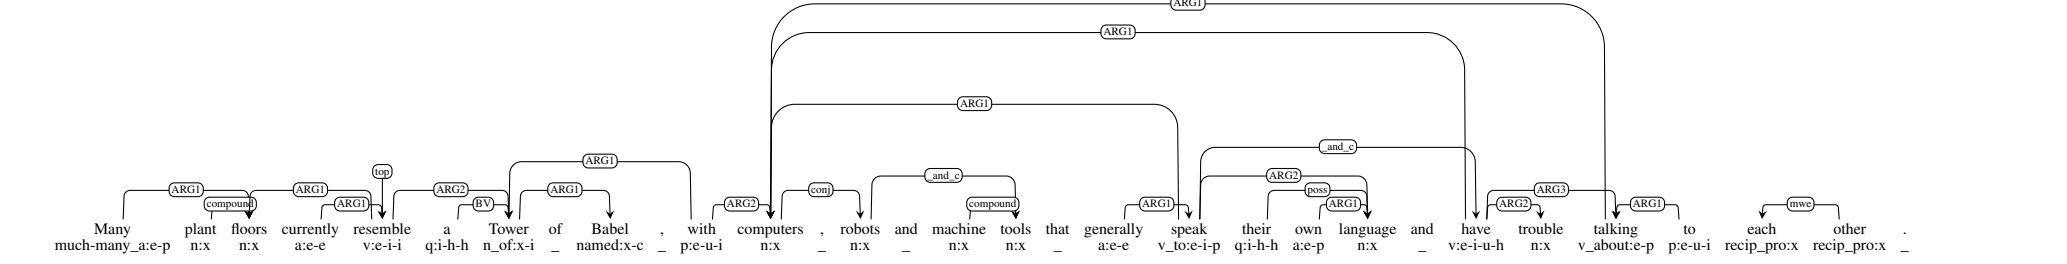 ARG1
ARG1
ARG1
_and_c
ARG1
top
_and_c ARG2
ARG1 ARG1 ARG2 ARG1 conj poss ARG3
compound ARG1 BV ARG2 compound ARG1 ARG1 ARG2 ARG1 mwe
Many plant floors currently resemble a Tower of Babel , with computers , robots and machine tools that generally speak their own language and have trouble talking to each other .
much-many_a:e-p n:x n:x a:e-e v:e-i-i q:i-h-h n_of:x-i _ named:x-c _ p:e-u-i n:x _ n:x _ n:x n:x _ a:e-e v_to:e-i-p q:i-h-h a:e-p n:x _ v:e-i-u-h n:x v_about:e-p p:e-u-i recip_pro:x recip_pro:x _